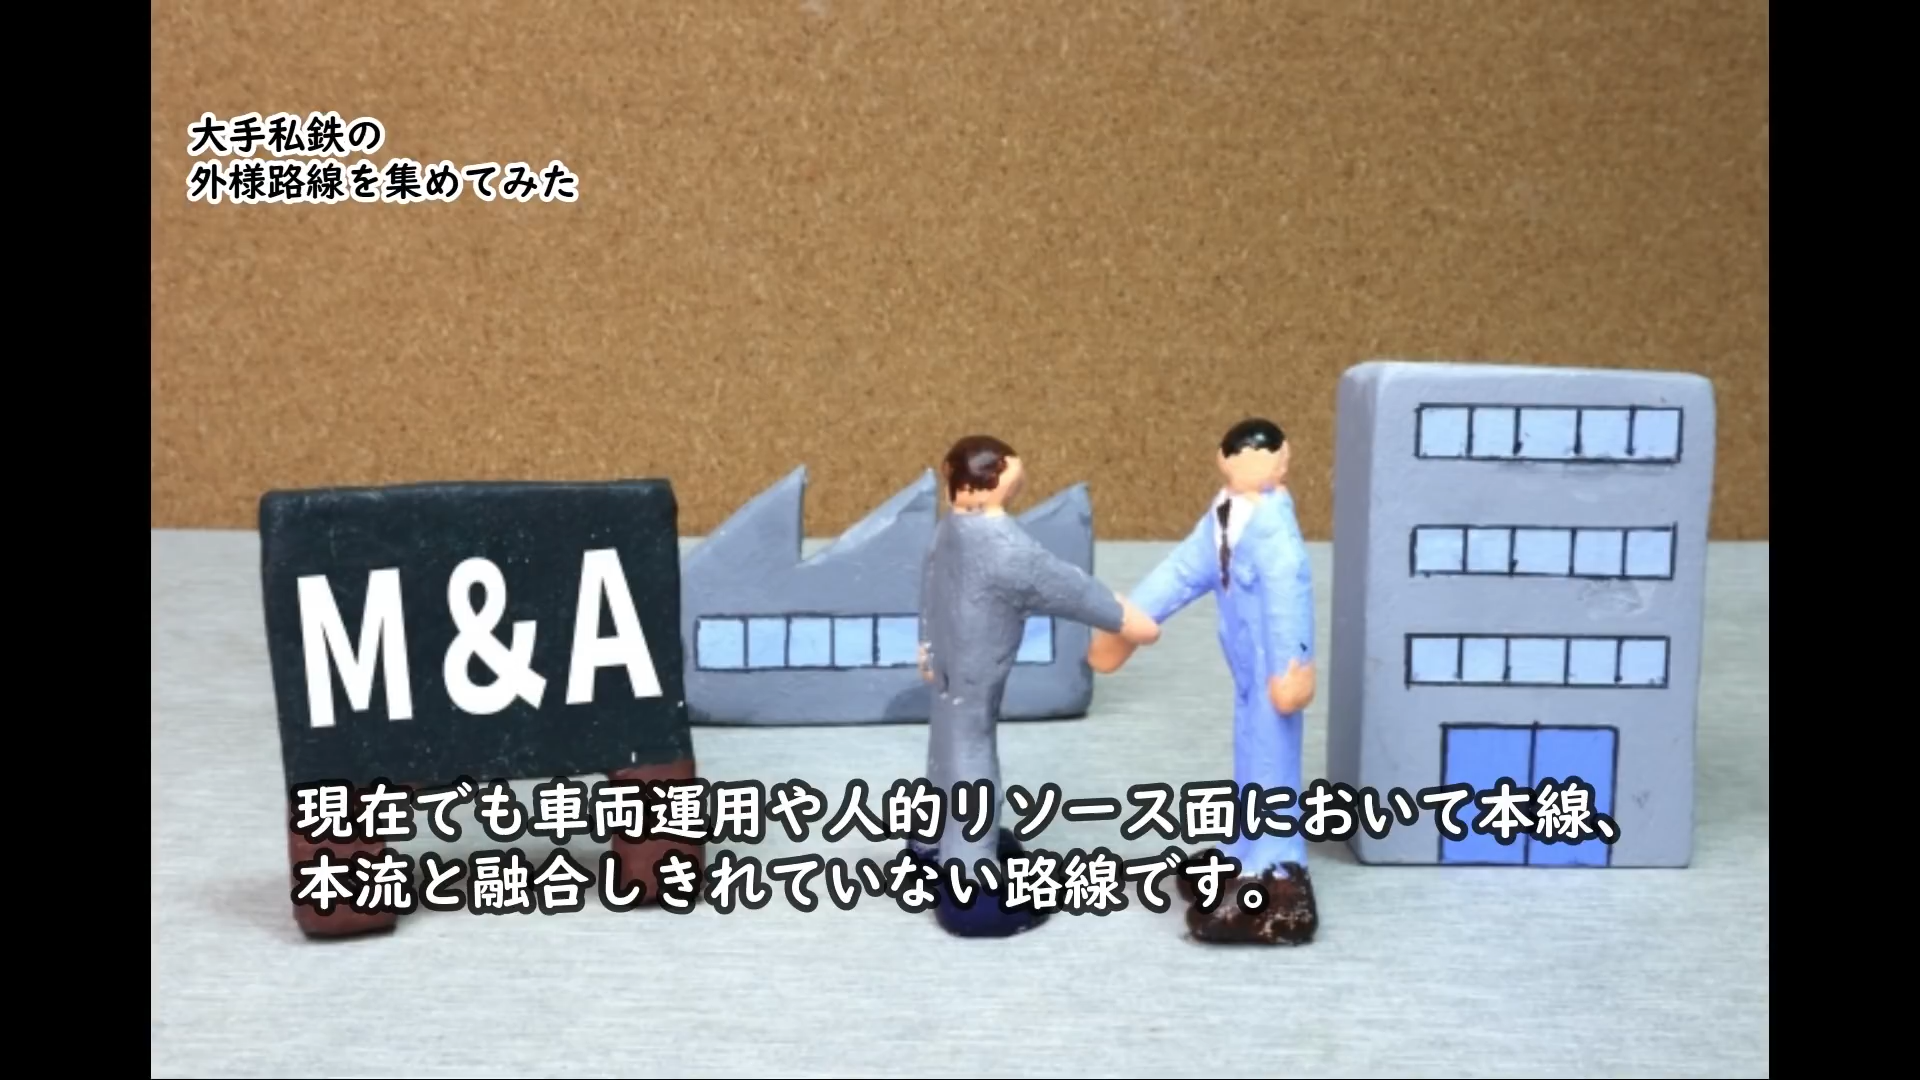 大手私鉄の
外様路線を集めてみた
M&A
現在でも車両運用や人的リソース面において本線、
本流と融合しきれていない路線です。